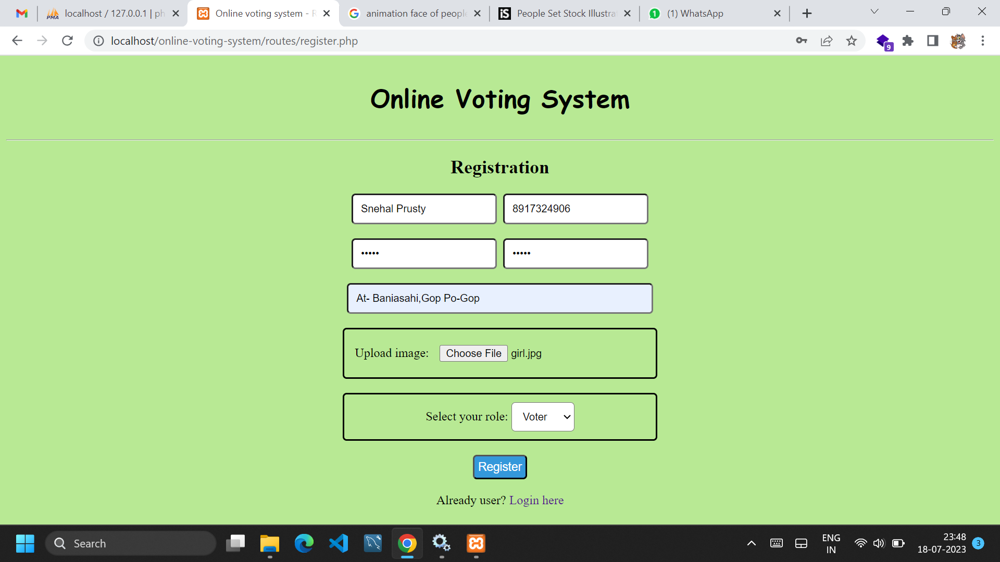 localhost / 127.0.0.1 | ph
Online voting system - R
animation face of people
People Set Stock Illustrat
(1) WhatsApp
localhost/online-voting-system/routes/register.php
9
Online Voting System
Registration
Snehal Prusty 8917324906
••••• •••••
At- Baniasahi,Gop Po-Gop
Upload image: Choose File girl.jpg
Select your role: Voter
Register
Already user? Login here
Search
ENG
IN
23:48
18-07-2023
3